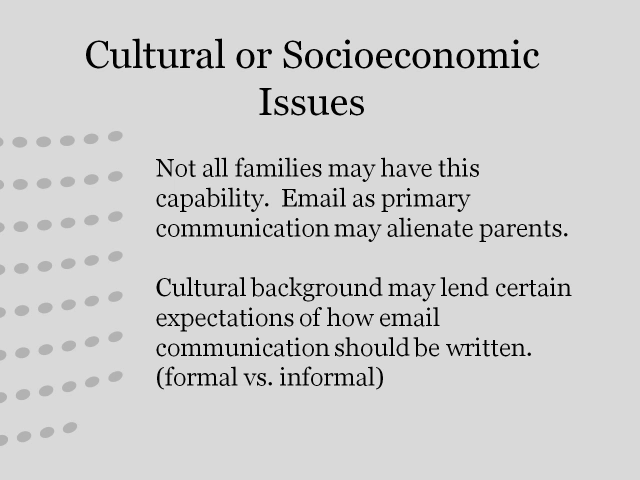 Cultural or Socioeconomic
Issues
Not all families may have this
capability.  Email as primary
communication may alienate parents.
Cultural background may lend certain
expectations of how email
communication should be written.
(formal vs. informal)